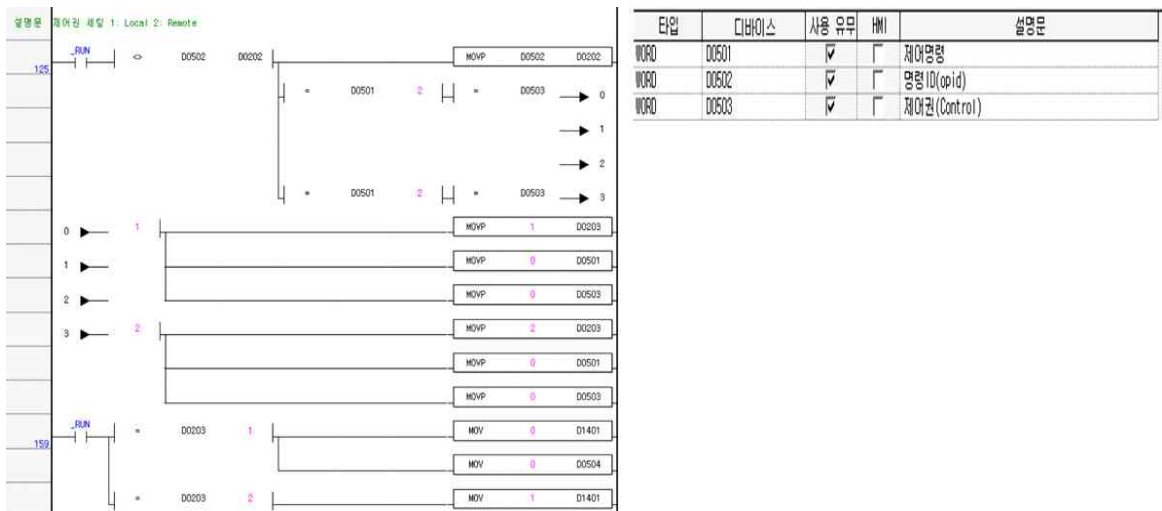 설명문 제어권 세팅 1: Local 2: Remote
_RUN
125
<> D0502 D0202
MOVP D0502 D0202
= D0501 2 = D0503 0
1
2
= D0501 2 = D0503 3
0 1 MOVP 1 D0203
1 MOVP 0 D0501
2 MOVP 0 D0503
3 2 MOVP 2 D0203
MOVP 0 D0501
MOVP 0 D0503
_RUN
159
= D0203 1 MOV 0 D1401
MOV 0 D0504
= D0203 2 MOV 1 D1401
타입 디바이스 사용 유무 HMI 설명문
WORD D0501 제어명령
WORD D0502 명령ID(opid)
WORD D0503 제어권(Control)